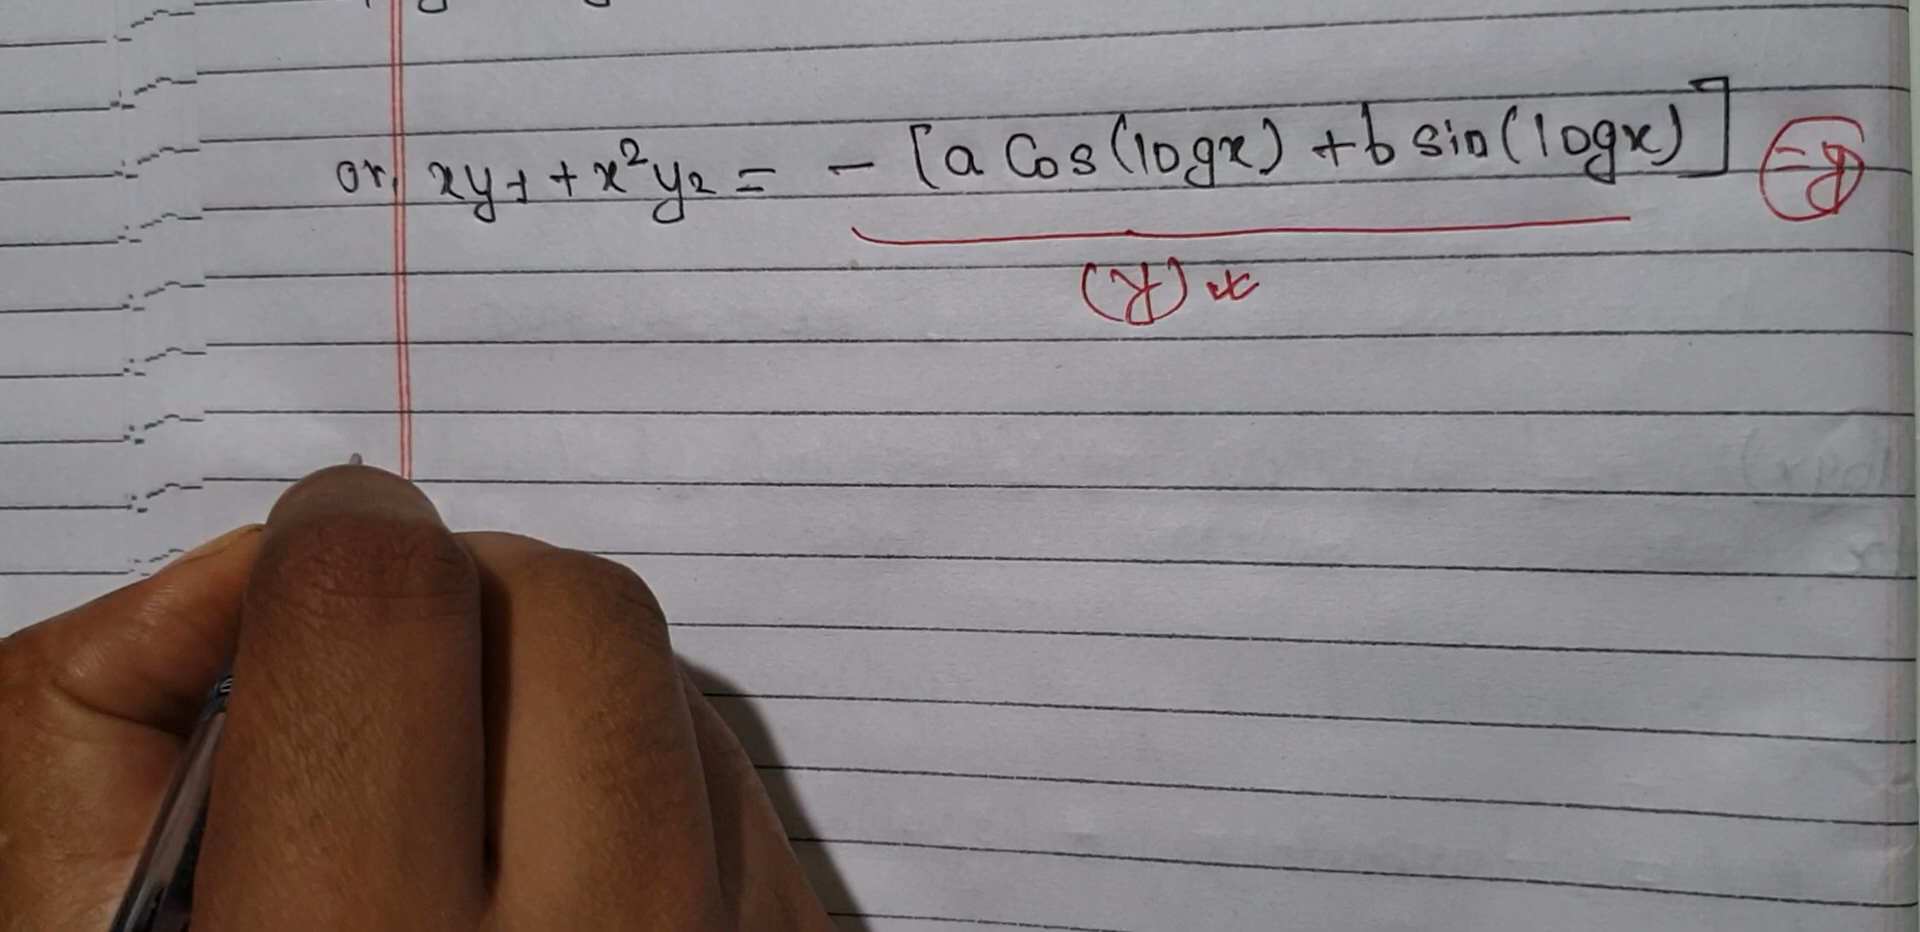 or, xy₁ + x²y₂ = - [a Cos(logx) + b sin(logx)] (-y)
(y) *